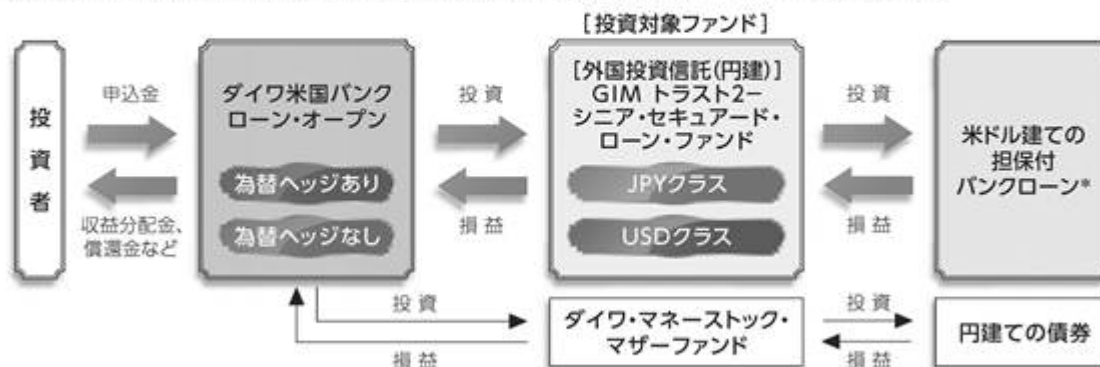 [投資対象ファンド]
投資者
申込金
収益分配金、
償還金など
ダイワ米国バンク
ローン・オープン
為替ヘッジあり
為替ヘッジなし
投資
損益
[外国投資信託(円建)]
GIM トラスト2−
シニア・セキュアード・
ローン・ファンド
JPYクラス
USDクラス
投資
損益
米ドル建ての
担保付
バンクローン*
投資
損益
ダイワ・マネーストック・
マザーファンド
投資
損益
円建ての債券